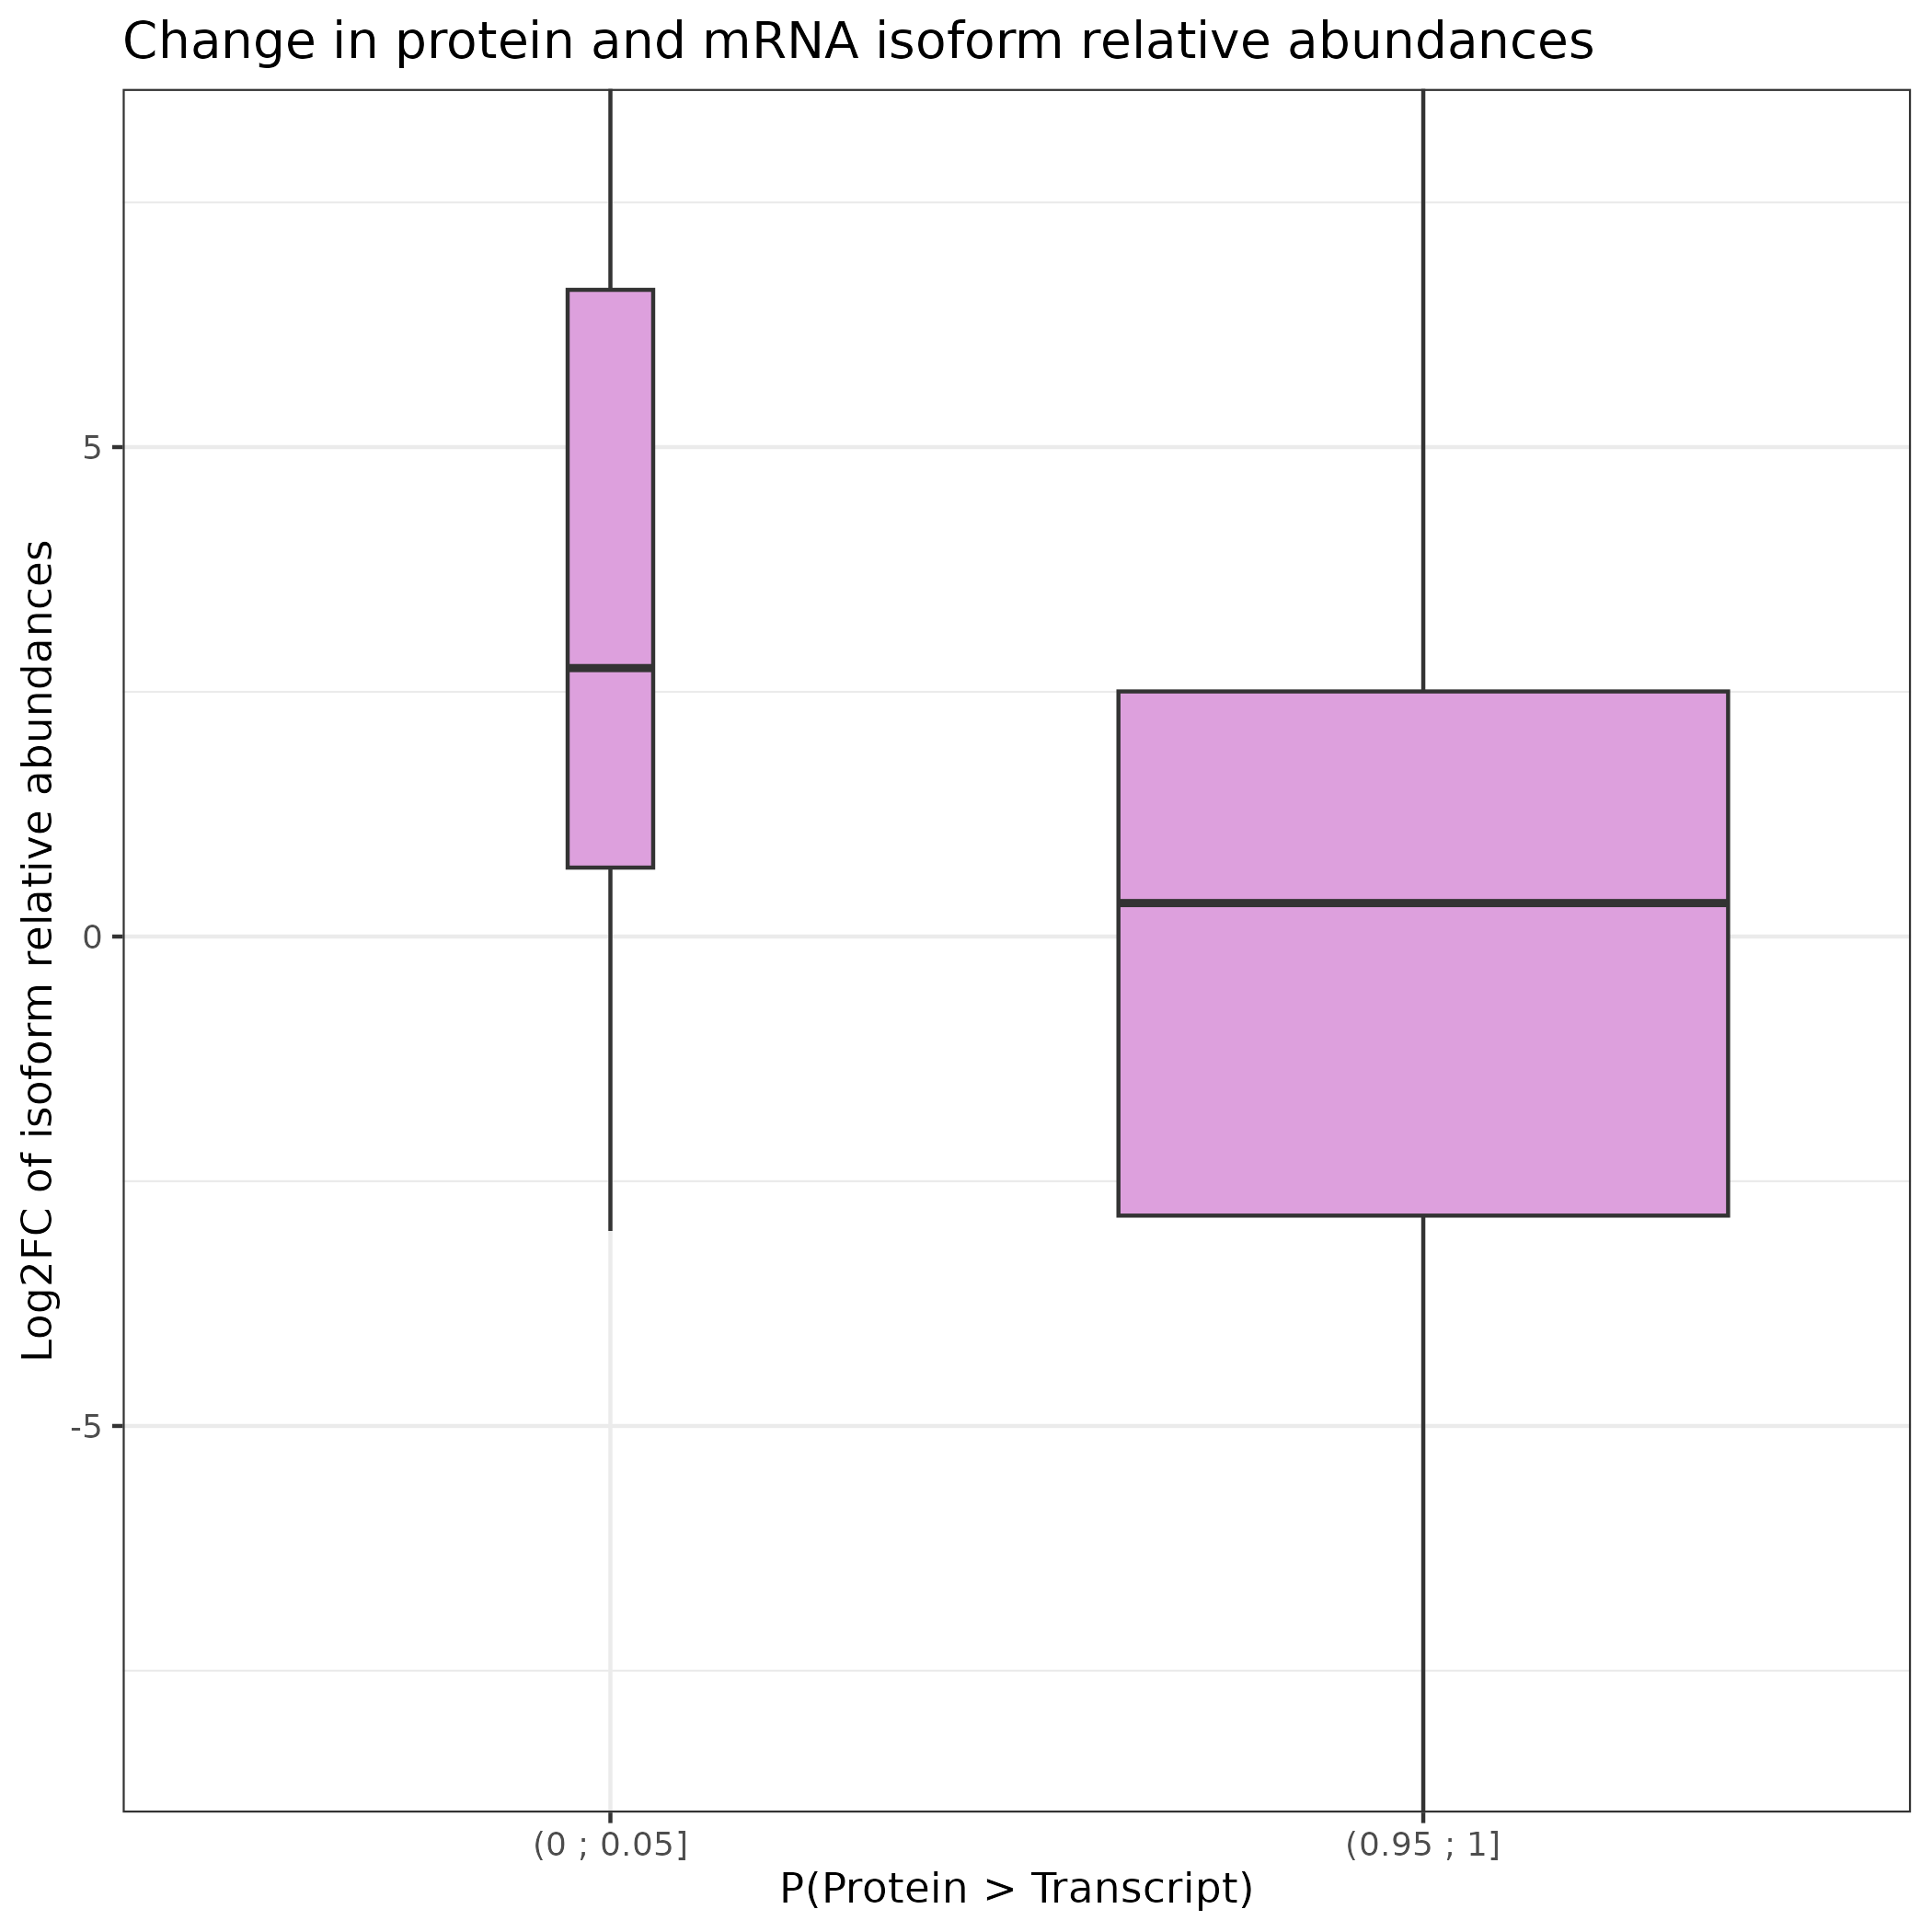 Change in protein and mRNA isoform relative abundances
Log2FC of isoform relative abundances
5
0
-5
(0 ; 0.05]
(0.95 ; 1]
P(Protein > Transcript)